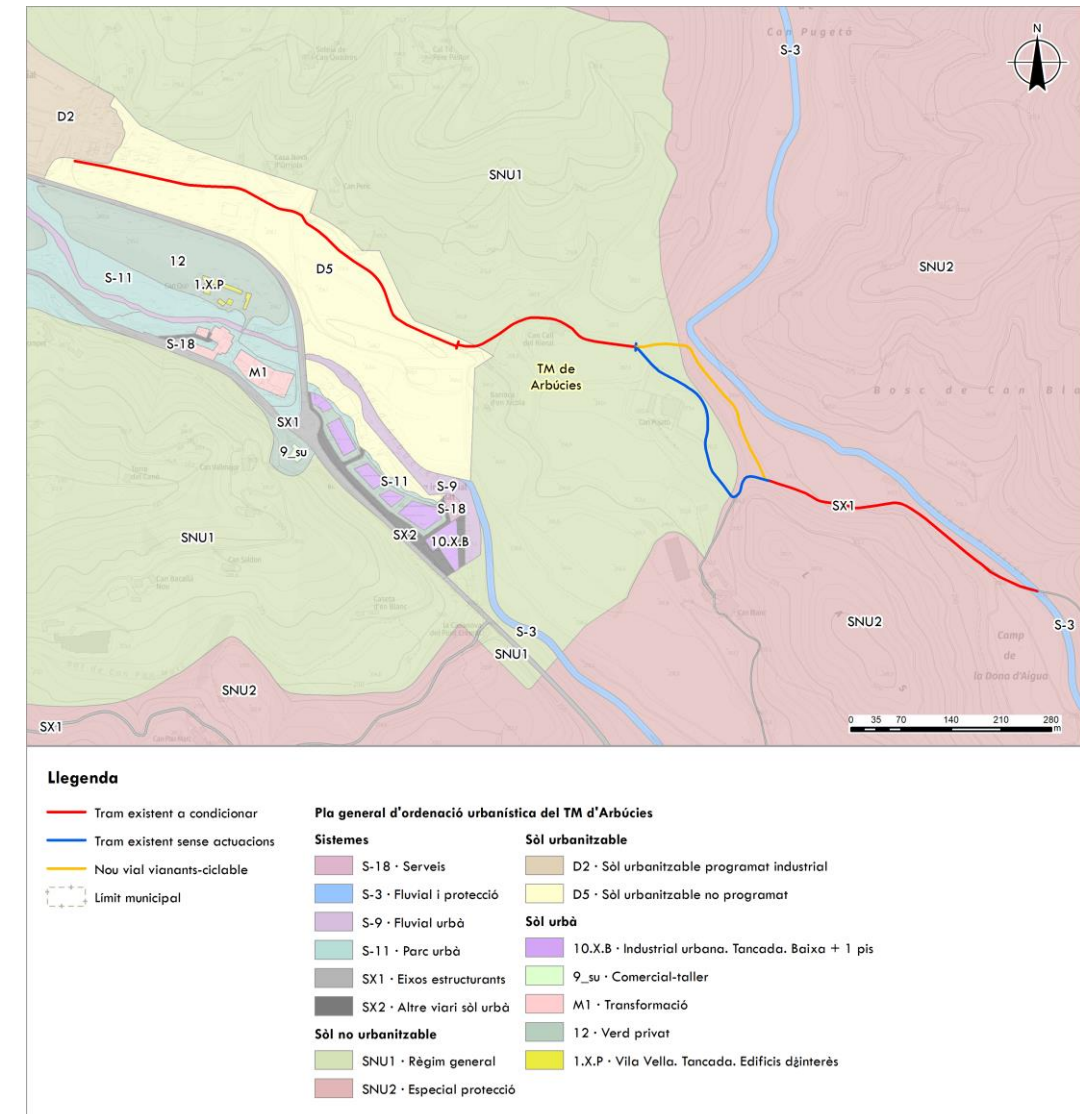 Can Pugetà
S-3
N
D2
SNU1
SNU2
12
D5
S-11
1.X.P
S-18
M1
TM de
Arbúcies
SX1
9_su
S-11
S-9
S-18
SX2
10.X.B
SX1
SNU1
S-3
SNU2
S-3
SNU1
Camp
de
la Dona d'Aigua
SNU2
SX1
0 35 70 140 210 280
m
Llegenda
Tram existent a condicionar
Tram existent sense actuacions
Nou vial vianants-ciclable
Límit municipal
Pla general d'ordenació urbanística del TM d'Arbúcies
Sistemes
S-18 · Serveis
S-3 · Fluvial i protecció
S-9 · Fluvial urbà
S-11 · Parc urbà
SX1 · Eixos estructurants
SX2 · Altre viari sòl urbà
Sòl no urbanitzable
SNU1 · Règim general
SNU2 · Especial protecció
Sòl urbanitzable
D2 · Sòl urbanitzable programat industrial
D5 · Sòl urbanitzable no programat
Sòl urbà
10.X.B · Industrial urbana. Tancada. Baixa + 1 pis
9_su · Comercial-taller
M1 · Transformació
12 · Verd privat
1.X.P · Vila Vella. Tancada. Edificis d¿interès